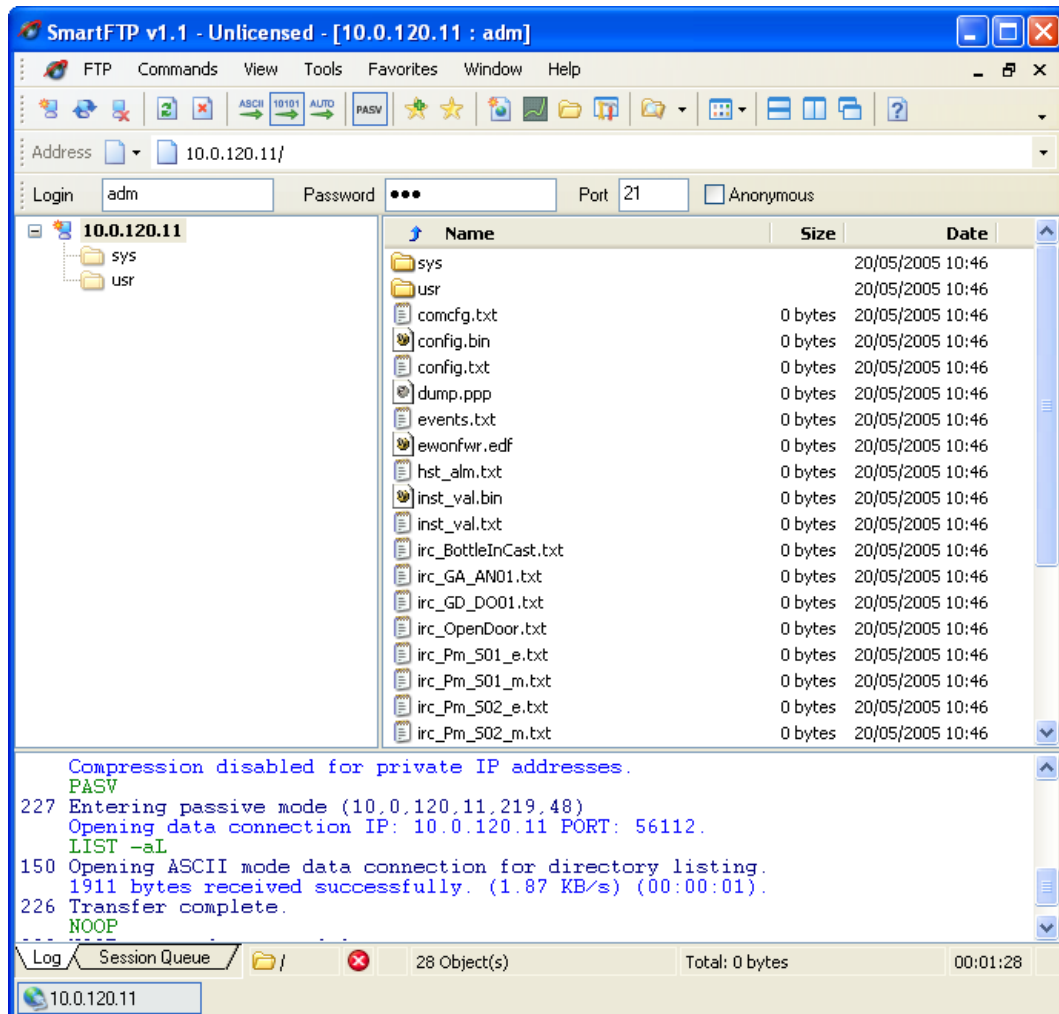 SmartFTP v1.1 - Unlicensed - [10.0.120.11 : adm]
FTP Commands View Tools Favorites Window Help
ASCII 10101 AUTO PASV
Address 10.0.120.11/
Login adm Password ●●● Port 21 Anonymous
10.0.120.11
sys
usr
Name Size Date
sys 20/05/2005 10:46
usr 20/05/2005 10:46
comcfg.txt 0 bytes 20/05/2005 10:46
config.bin 0 bytes 20/05/2005 10:46
config.txt 0 bytes 20/05/2005 10:46
dump.ppp 0 bytes 20/05/2005 10:46
events.txt 0 bytes 20/05/2005 10:46
ewonfwr.edf 0 bytes 20/05/2005 10:46
hst_alm.txt 0 bytes 20/05/2005 10:46
inst_val.bin 0 bytes 20/05/2005 10:46
inst_val.txt 0 bytes 20/05/2005 10:46
irc_BottleInCast.txt 0 bytes 20/05/2005 10:46
irc_GA_AN01.txt 0 bytes 20/05/2005 10:46
irc_GD_DO01.txt 0 bytes 20/05/2005 10:46
irc_OpenDoor.txt 0 bytes 20/05/2005 10:46
irc_Pm_S01_e.txt 0 bytes 20/05/2005 10:46
irc_Pm_S01_m.txt 0 bytes 20/05/2005 10:46
irc_Pm_S02_e.txt 0 bytes 20/05/2005 10:46
irc_Pm_S02_m.txt 0 bytes 20/05/2005 10:46
Compression disabled for private IP addresses.
PASV
227 Entering passive mode (10,0,120,11,219,48)
Opening data connection IP: 10.0.120.11 PORT: 56112.
LIST -aL
150 Opening ASCII mode data connection for directory listing.
1911 bytes received successfully. (1.87 KB/s) (00:00:01).
226 Transfer complete.
NOOP
Log Session Queue / 28 Object(s) Total: 0 bytes 00:01:28
10.0.120.11